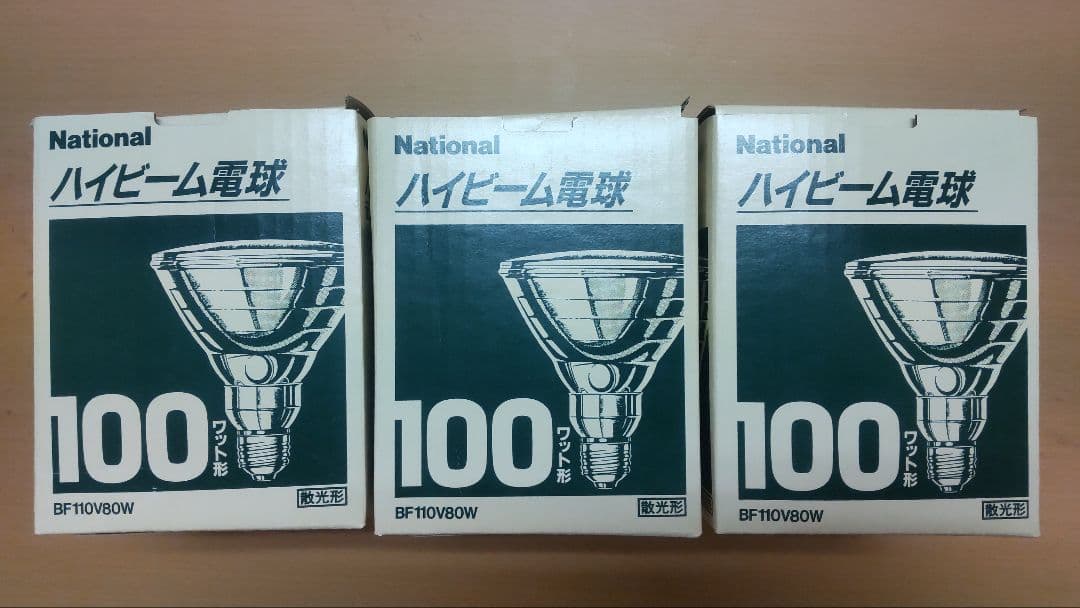 National
ハイビーム電球
100
ワット形
BF110V80W
散光形
National
ハイビーム電球
100
ワット形
BF110V80W
散光形
National
ハイビーム電球
100
ワット形
BF110V80W
散光形